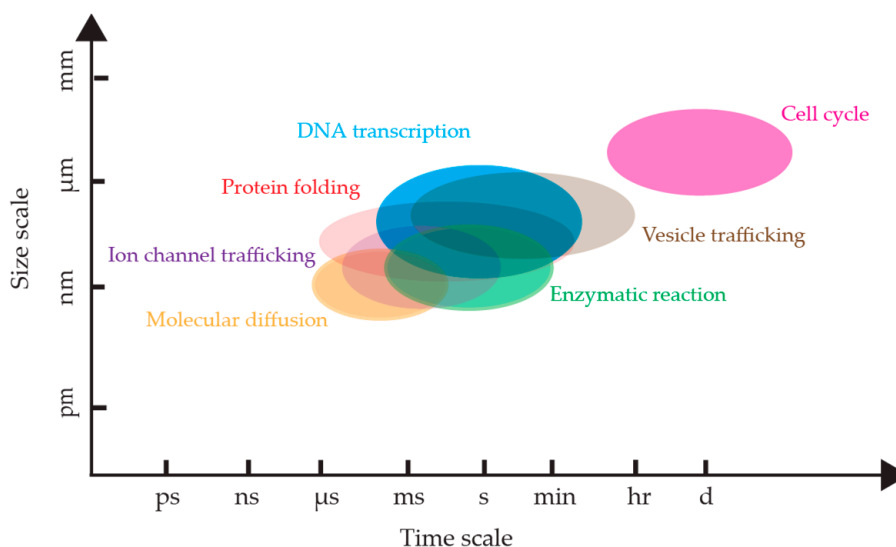 mm
μm
nm
pm
Size scale
DNA transcription
Protein folding
Ion channel trafficking
Molecular diffusion
Cell cycle
Vesicle trafficking
Enzymatic reaction
ps
ns
μs
ms
s
min
hr
d
Time scale